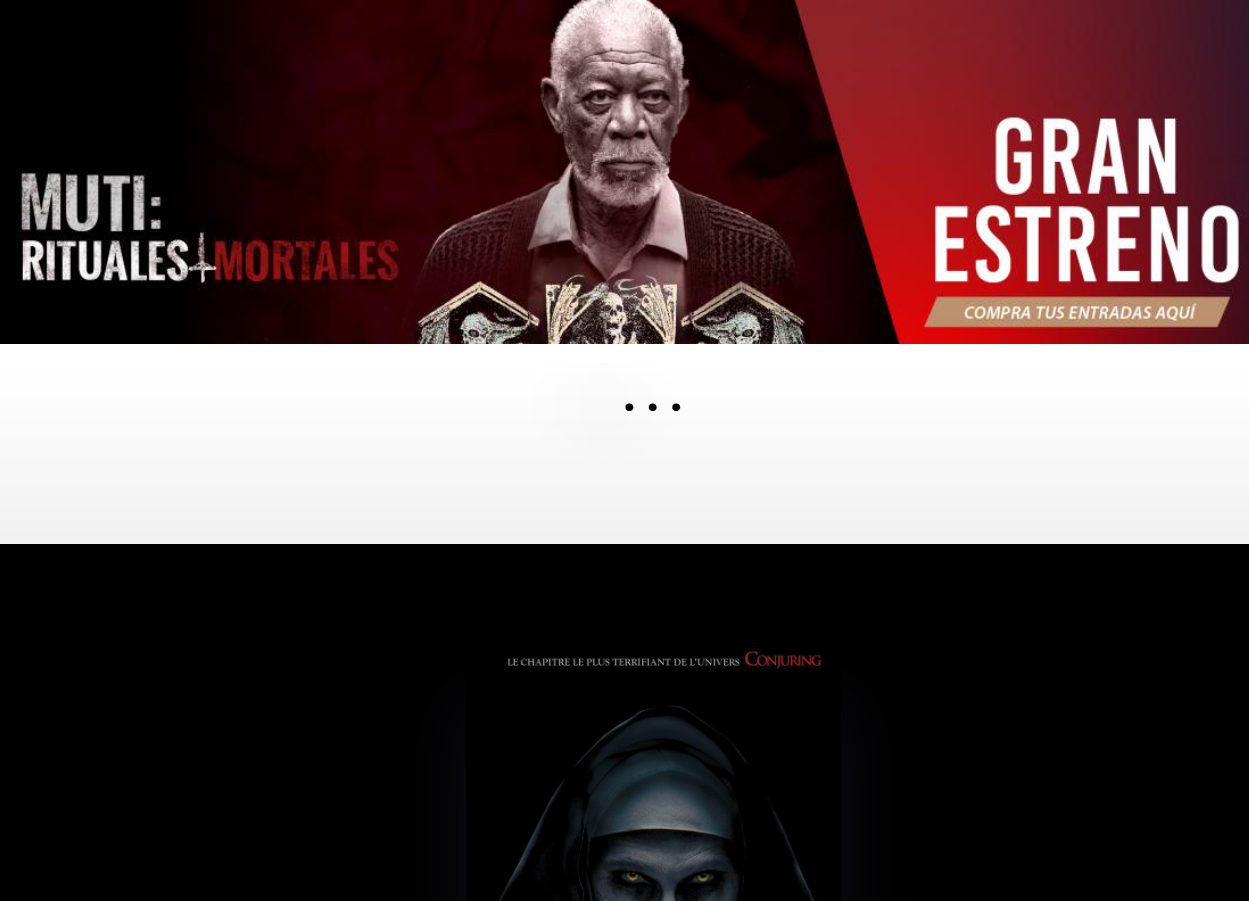 MUTI:
RITUALES MORTALES
GRAN
ESTRENO
COMPRA TUS ENTRADAS AQUÍ
...
LE CHAPITRE LE PLUS TERRIFIANT DE L'UNIVERS CONJURING